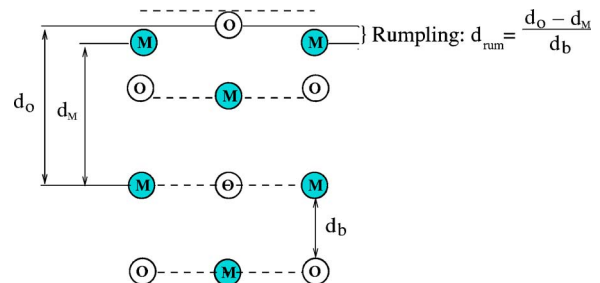 O
M M } Rumpling: d_rum = (d_o − d_M) / d_b
O M O
d_o d_M
M O M
d_b
O M O